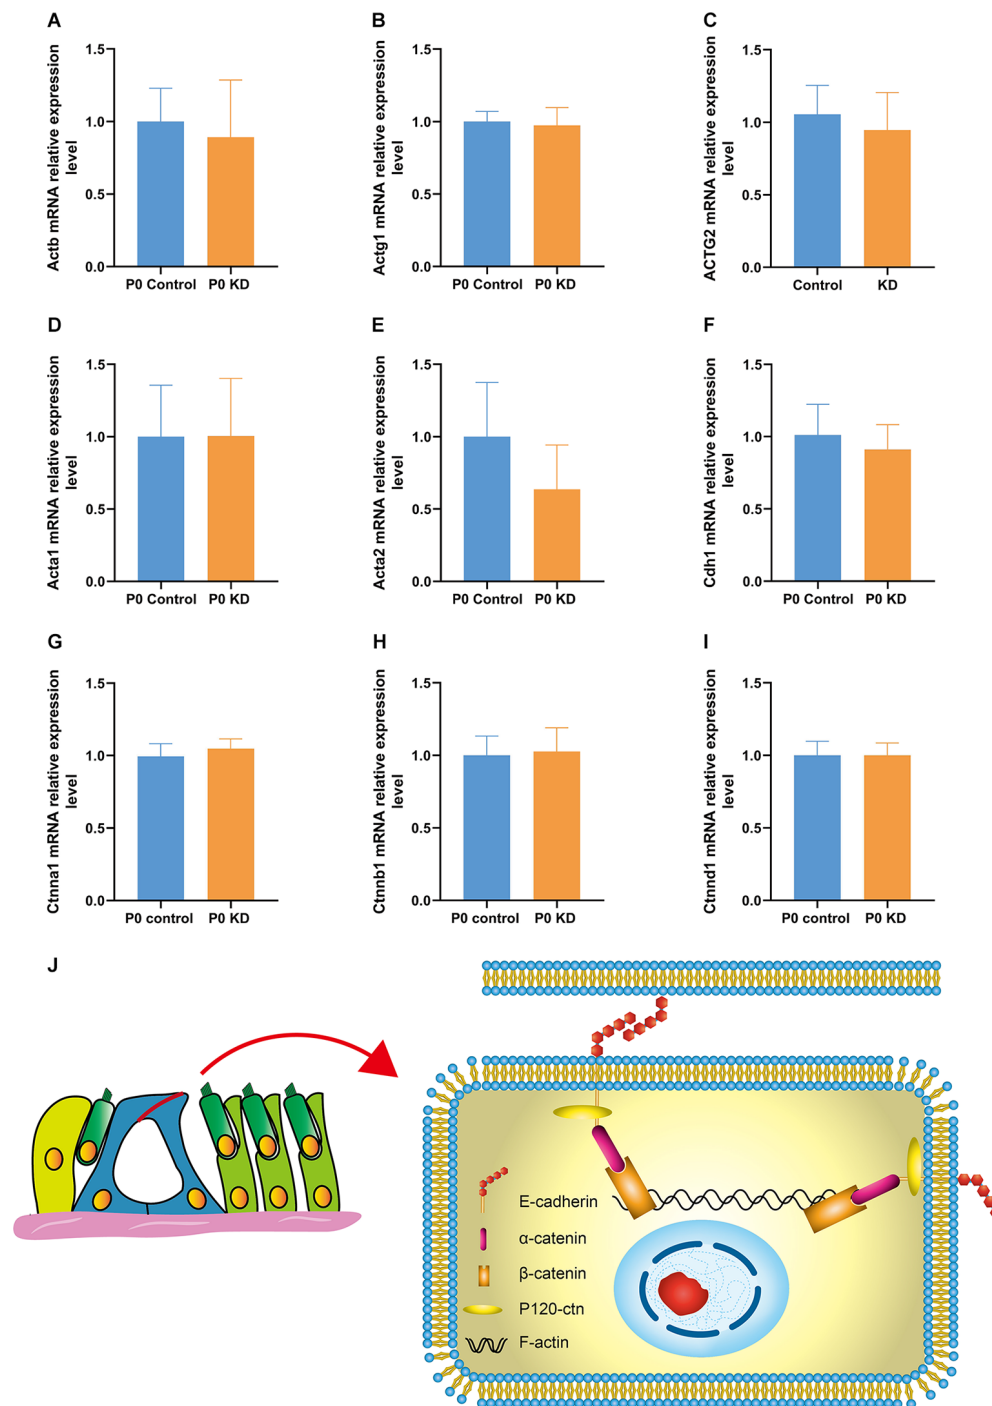 A
Actb mRNA relative expression
level
1.5
1.0
0.5
0.0
P0 Control P0 KD
B
Actg1 mRNA relative expression
level
1.5
1.0
0.5
0.0
P0 Control P0 KD
C
ACTG2 mRNA relative expression
level
1.5
1.0
0.5
0.0
Control KD
D
Acta1 mRNA relative expression
level
1.5
1.0
0.5
0.0
P0 Control P0 KD
E
Acta2 mRNA relative expression
level
1.5
1.0
0.5
0.0
P0 Control P0 KD
F
Cdh1 mRNA relative expression
level
1.5
1.0
0.5
0.0
P0 Control P0 KD
G
Ctnna1 mRNA relative expression
level
1.5
1.0
0.5
0.0
P0 control P0 KD
H
Ctnnb1 mRNA relative expression
level
1.5
1.0
0.5
0.0
P0 control P0 KD
I
Ctnnd1 mRNA relative expression
level
1.5
1.0
0.5
0.0
P0 control P0 KD
J
E-cadherin
α-catenin
β-catenin
P120-ctn
F-actin